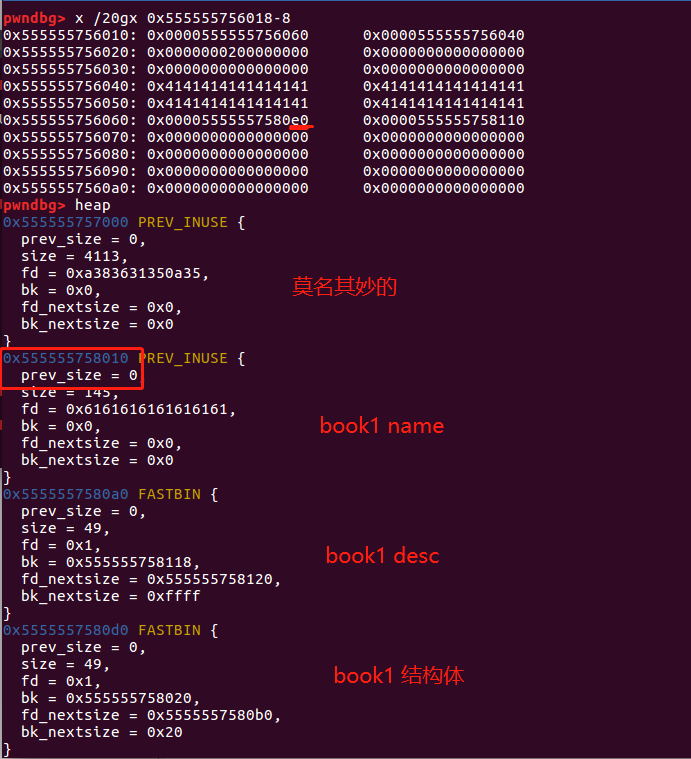 pwndbg> x /20gx 0x555555756018-8
0x555555756010: 0x0000555555756060 0x0000555555756040
0x555555756020: 0x0000000200000000 0x0000000000000000
0x555555756030: 0x0000000000000000 0x0000000000000000
0x555555756040: 0x4141414141414141 0x4141414141414141
0x555555756050: 0x4141414141414141 0x4141414141414141
0x555555756060: 0x00005555557580e0 0x0000555555758110
0x555555756070: 0x0000000000000000 0x0000000000000000
0x555555756080: 0x0000000000000000 0x0000000000000000
0x555555756090: 0x0000000000000000 0x0000000000000000
0x5555557560a0: 0x0000000000000000 0x0000000000000000
pwndbg> heap
0x555555757000 PREV_INUSE {
prev_size = 0,
size = 4113,
fd = 0xa383631350a35,
bk = 0x0,
莫名其妙的
fd_nextsize = 0x0,
bk_nextsize = 0x0
}
0x555555758010 PREV_INUSE {
prev_size = 0
size = 145,
fd = 0x6161616161616161,
bk = 0x0,
book1 name
fd_nextsize = 0x0,
bk_nextsize = 0x0
}
0x5555557580a0 FASTBIN {
prev_size = 0,
size = 49,
fd = 0x1,
bk = 0x555555758118,
book1 desc
fd_nextsize = 0x555555758120,
bk_nextsize = 0xffff
}
0x5555557580d0 FASTBIN {
prev_size = 0,
size = 49,
fd = 0x1,
book1 结构体
bk = 0x555555758020,
fd_nextsize = 0x5555557580b0,
bk_nextsize = 0x20
}